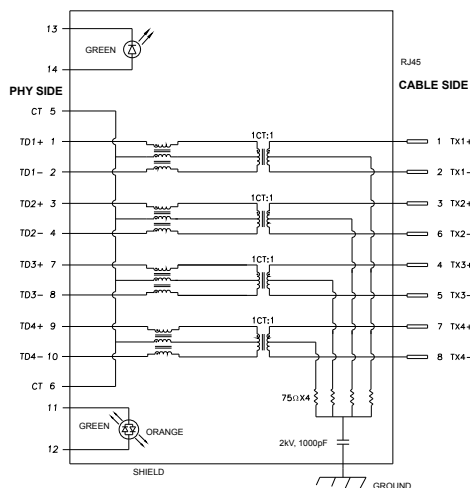 13
GREEN
14
RJ45
PHY SIDE
CABLE SIDE
CT 5
1CT:1
TD1+ 1
1 TX1+
TD1- 2
2 TX1-
1CT:1
TD2+ 3
3 TX2+
TD2- 4
6 TX2-
1CT:1
TD3+ 7
4 TX3+
TD3- 8
5 TX3-
1CT:1
TD4+ 9
7 TX4+
TD4- 10
8 TX4-
CT 6
75ΩX4
11
GREEN
ORANGE
12
2kV, 1000pF
SHIELD
GROUND